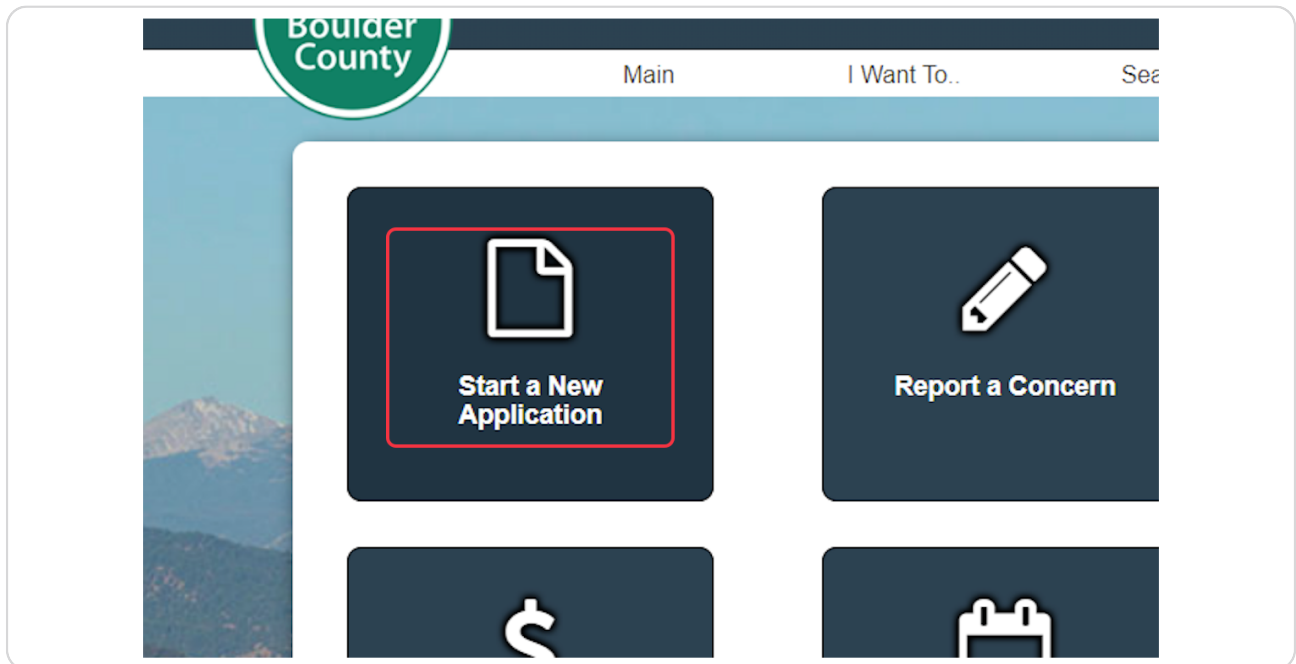 Boulder
County
Main
I Want To..
Sea
Start a New
Application
Report a Concern
$